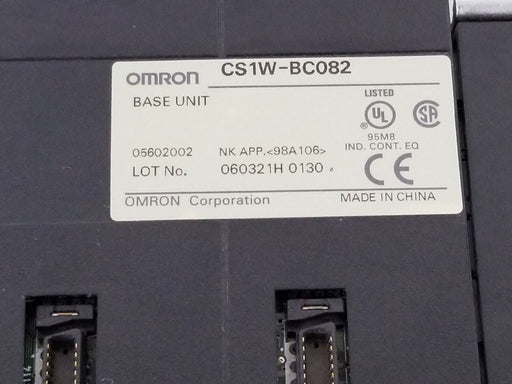 OMRON CS1W-BC082
BASE UNIT
LISTED
UL
SA
95M8
IND. CONT. EQ
05602002 NK APP.<98A106>
LOT No. 060321H 0130
CE
OMRON Corporation MADE IN CHINA